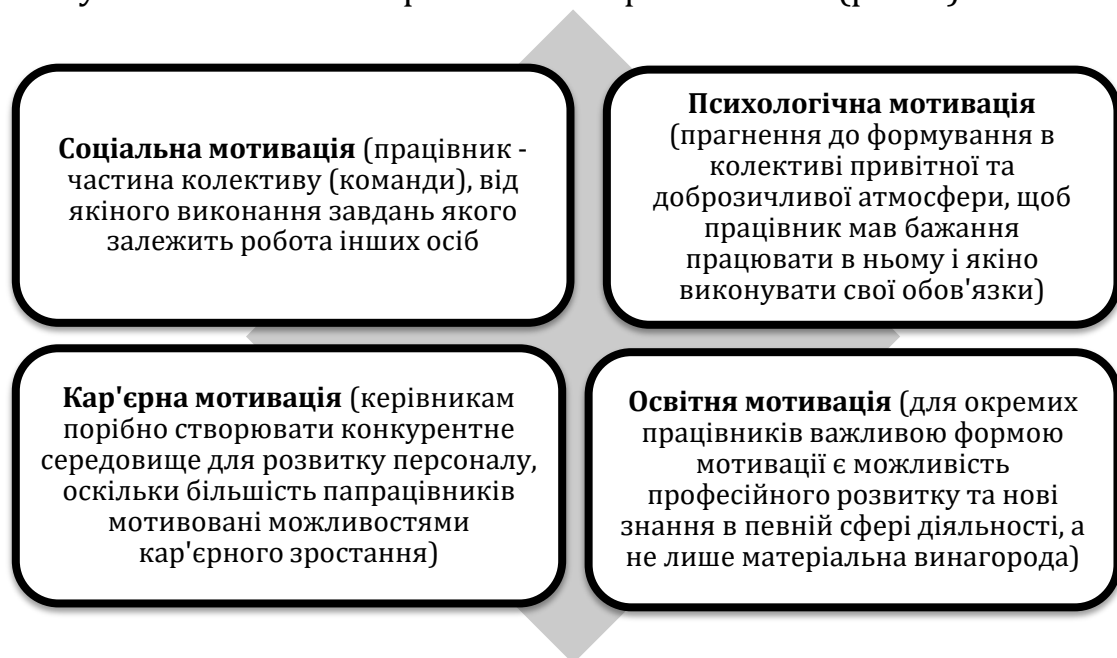 Соціальна мотивація (працівник -
частина колективу (команди), від
якіного виконання завдань якого
залежить робота інших осіб
Психологічна мотивація
(прагнення до формування в
колективі привітної та
доброзичливої атмосфери, щоб
працівник мав бажання
працювати в ньому і якіно
виконувати свої обов'язки)
Кар'єрна мотивація (керівникам
порібно створювати конкурентне
середовище для розвитку персоналу,
оскільки більшість папрацівників
мотивовані можливостями
кар'єрного зростання)
Освітня мотивація (для окремих
працівників важливою формою
мотивації є можливість
професійного розвитку та нові
знання в певній сфері діяльності, а
не лише матеріальна винагорода)